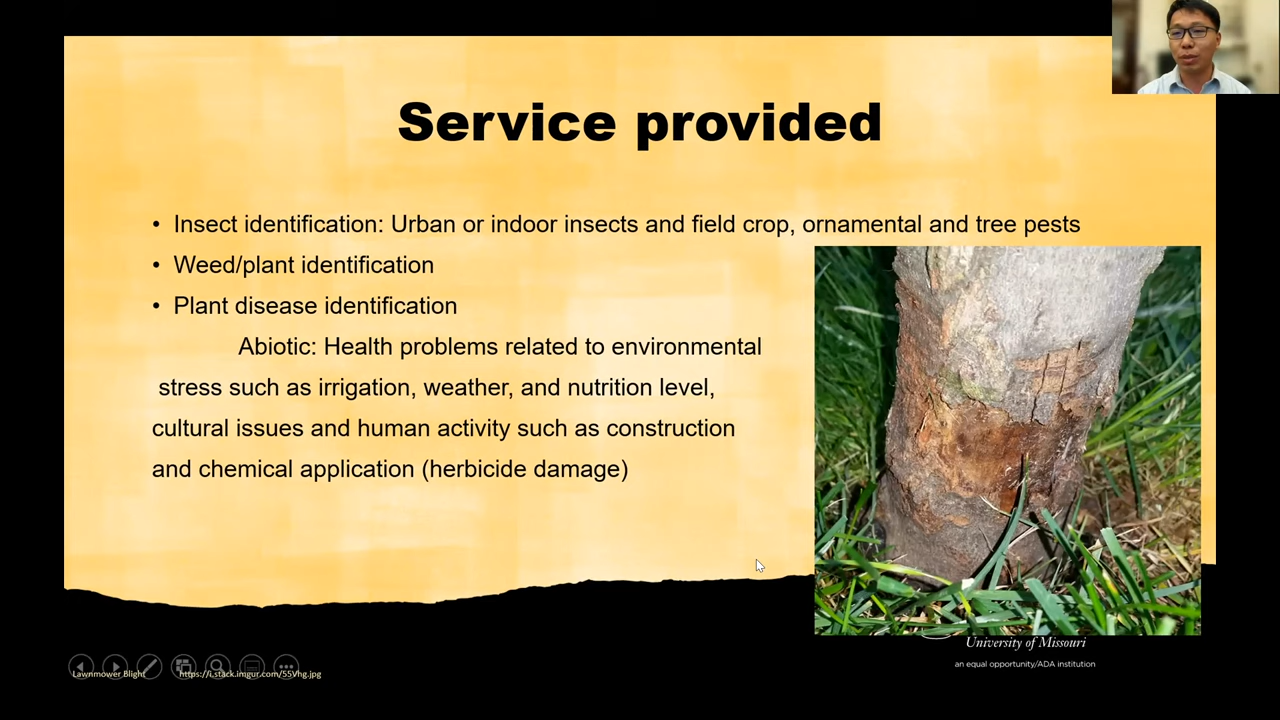 Service provided
• Insect identification: Urban or indoor insects and field crop, ornamental and tree pests
• Weed/plant identification
• Plant disease identification
Abiotic: Health problems related to environmental
stress such as irrigation, weather, and nutrition level,
cultural issues and human activity such as construction
and chemical application (herbicide damage)
University of Missouri
an equal opportunity/ADA institution
Lawnmower Blight https://i.stack.imgur.com/55Vhg.jpg